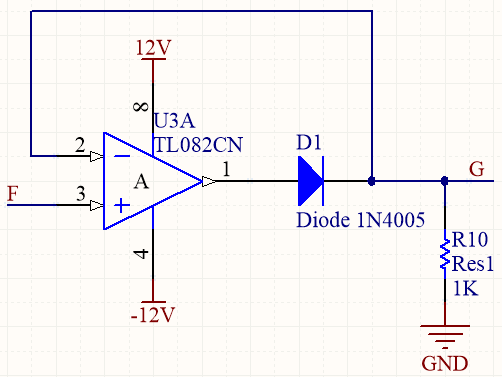 12V
8
U3A
TL082CN
2
D1
1
A
G
F
3
Diode 1N4005
R10
Res1
1K
4
-12V
GND